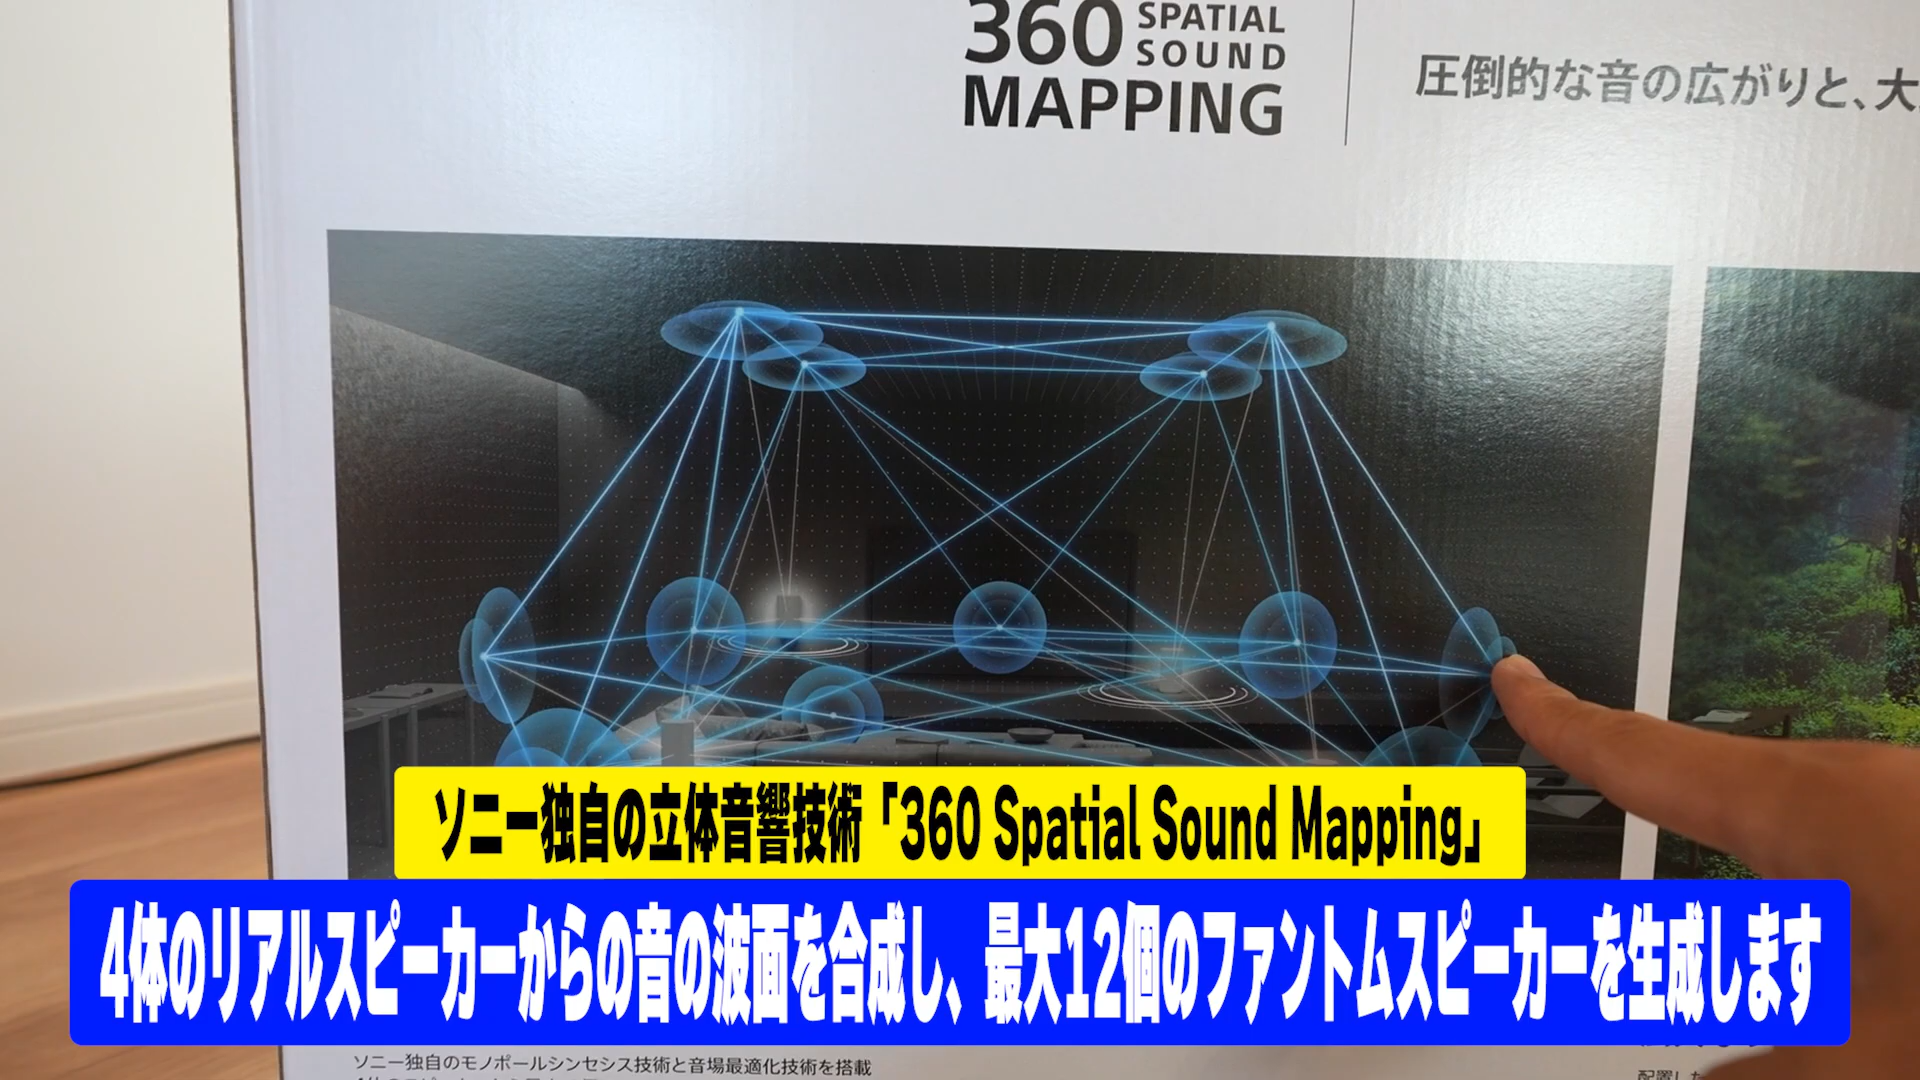 360 SPATIAL
SOUND
MAPPING
圧倒的な音の広がりと、大
ソニー独自の立体音響技術「360 Spatial Sound Mapping」
4体のリアルスピーカーからの音の波面を合成し、最大12個のファントムスピーカーを生成します
ソニー独自のモノポールシンセシス技術と音場最適化技術を搭載
配置した